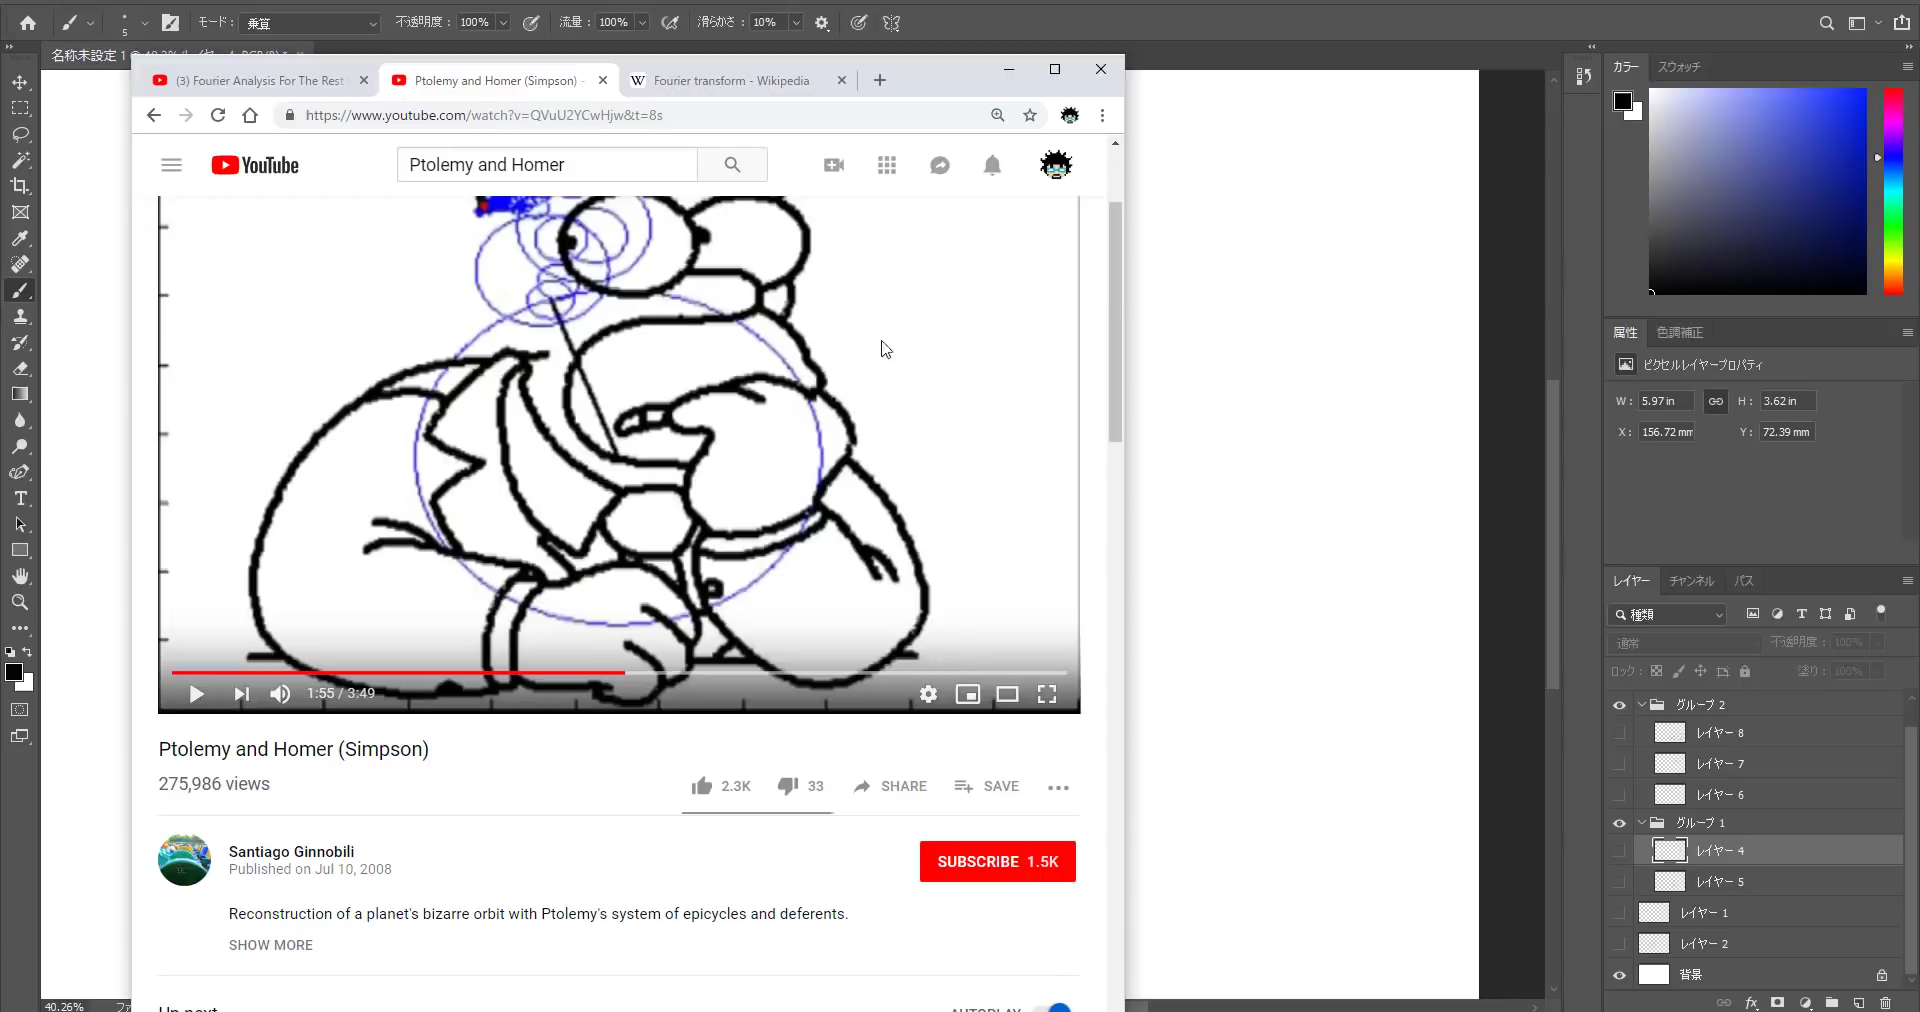 モード： 乗算 不透明度： 100% 流量： 100% 滑らかさ： 10%
5
名称未設定 1
(3) Fourier Analysis For The Rest
Ptolemy and Homer (Simpson) -
Fourier transform - Wikipedia
https://www.youtube.com/watch?v=QVuU2YCwHjw&t=8s
YouTube
Ptolemy and Homer
1:55 / 3:49
Ptolemy and Homer (Simpson)
275,986 views
2.3K 33 SHARE SAVE
Santiago Ginnobili
Published on Jul 10, 2008
SUBSCRIBE 1.5K
Reconstruction of a planet's bizarre orbit with Ptolemy's system of epicycles and deferents.
SHOW MORE
Up next
AUTOPLAY
40.26%
カラー スウォッチ
属性 色調補正
ピクセルレイヤープロパティ
W： 5.97 in H： 3.62 in
X： 156.72 mm Y： 72.39 mm
レイヤー チャンネル パス
種類
通常 不透明度： 100%
ロック： 塗り： 100%
グループ 2
レイヤー 8
レイヤー 7
レイヤー 6
グループ 1
レイヤー 4
レイヤー 5
レイヤー 1
レイヤー 2
背景
fx